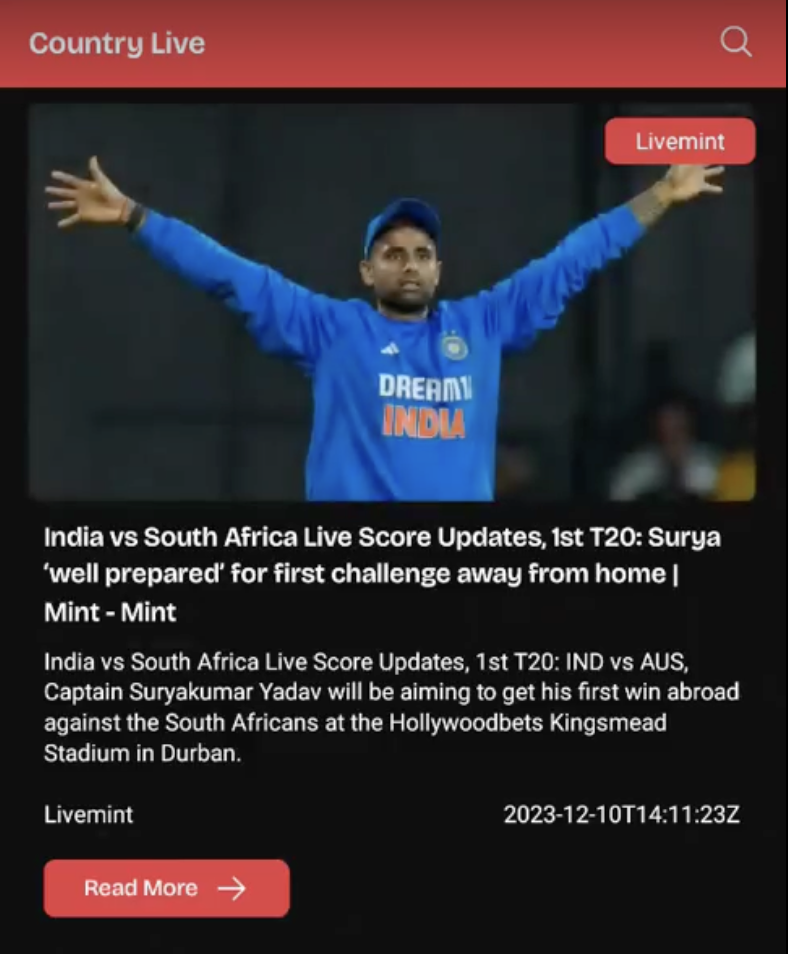 Country Live
Livemint
DREAM11
INDIA
India vs South Africa Live Score Updates, 1st T20: Surya
‘well prepared’ for first challenge away from home |
Mint - Mint
India vs South Africa Live Score Updates, 1st T20: IND vs AUS,
Captain Suryakumar Yadav will be aiming to get his first win abroad
against the South Africans at the Hollywoodbets Kingsmead
Stadium in Durban.
Livemint
2023-12-10T14:11:23Z
Read More